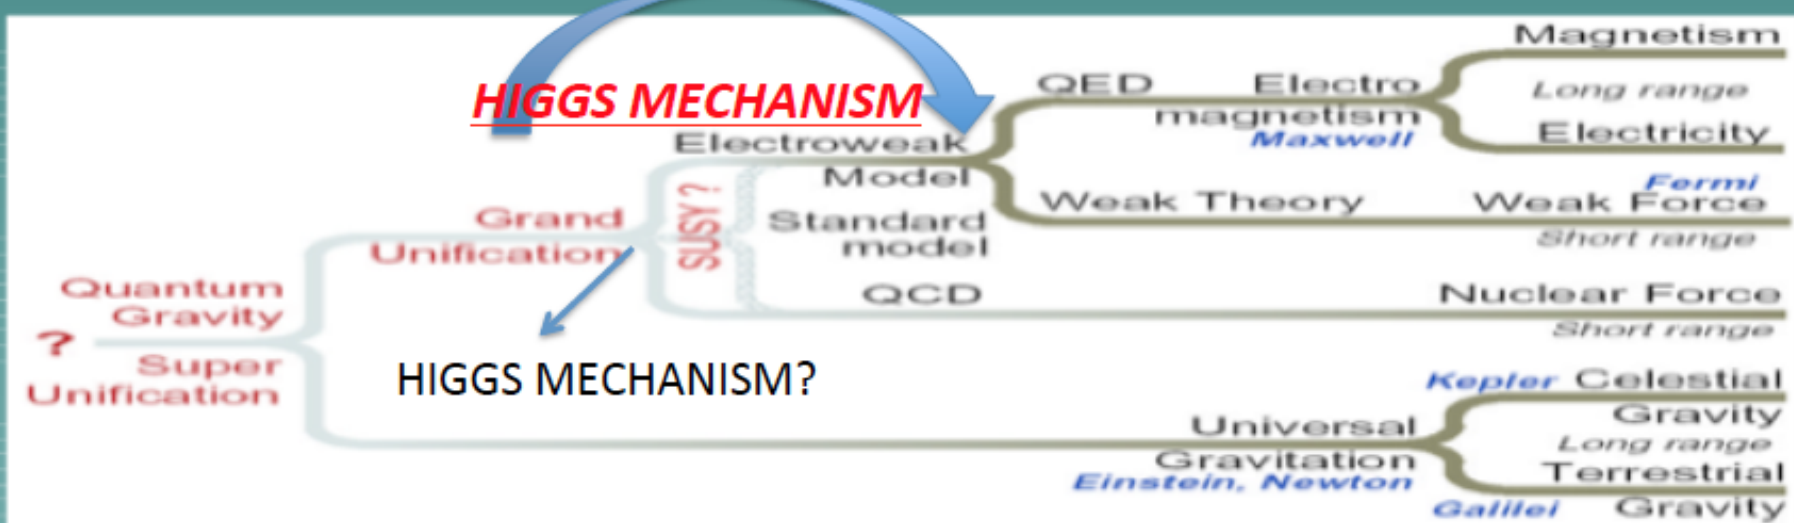 Magnetism
HIGGS MECHANISM
QED
Electro
magnetism
Long range
Maxwell
Electricity
Electroweak
Model
Fermi
Weak Theory
Weak Force
Short range
Grand
Unification
SUSY ?
Standard
model
Quantum
Gravity
QCD
Nuclear Force
Short range
?
Super
Unification
HIGGS MECHANISM?
Kepler Celestial
Gravity
Universal
Gravitation
Long range
Einstein, Newton
Terrestrial
Galilei Gravity